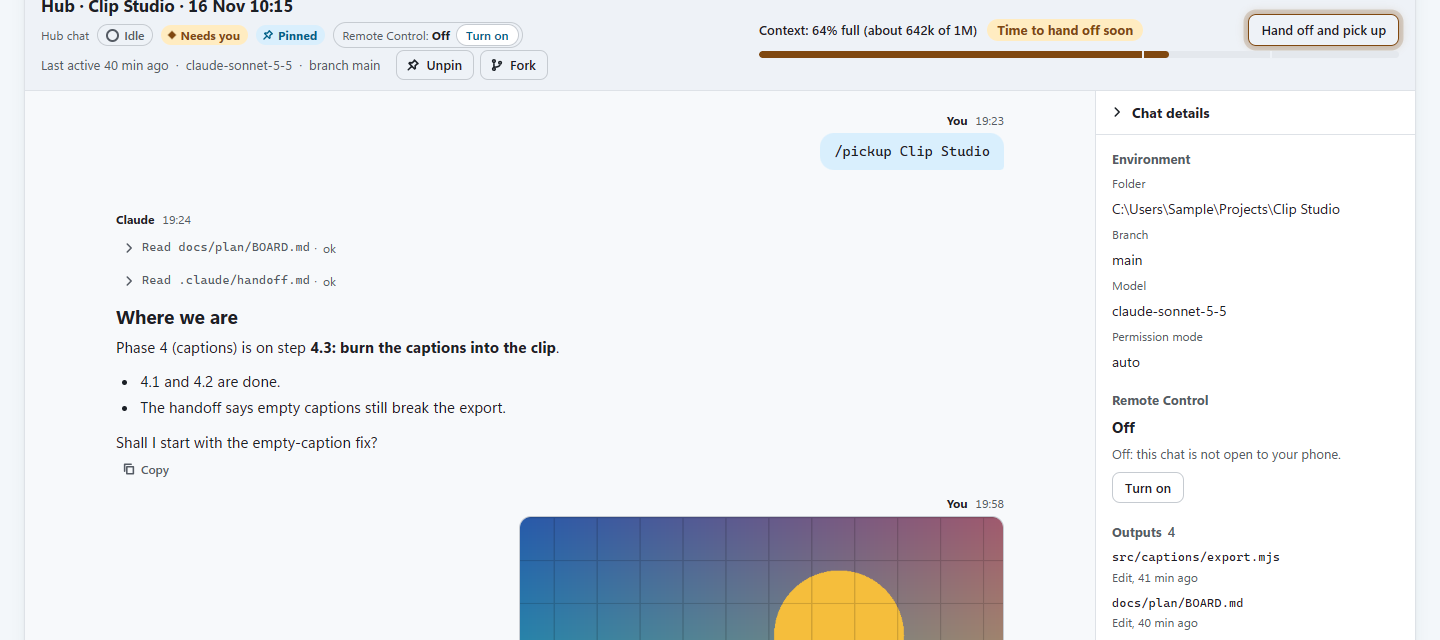 Hub · Clip Studio · 16 Nov 10:15
Hub chat Idle Needs you Pinned Remote Control: Off Turn on
Last active 40 min ago · claude-sonnet-5-5 · branch main Unpin Fork
Context: 64% full (about 642k of 1M) Time to hand off soon
Hand off and pick up
You 19:23
/pickup Clip Studio
Claude 19:24
Read docs/plan/BOARD.md · ok
Read .claude/handoff.md · ok
Where we are
Phase 4 (captions) is on step 4.3: burn the captions into the clip.
• 4.1 and 4.2 are done.
• The handoff says empty captions still break the export.
Shall I start with the empty-caption fix?
Copy
You 19:58
Chat details
Environment
Folder
C:\Users\Sample\Projects\Clip Studio
Branch
main
Model
claude-sonnet-5-5
Permission mode
auto
Remote Control
Off
Off: this chat is not open to your phone.
Turn on
Outputs 4
src/captions/export.mjs
Edit, 41 min ago
docs/plan/BOARD.md
Edit, 40 min ago